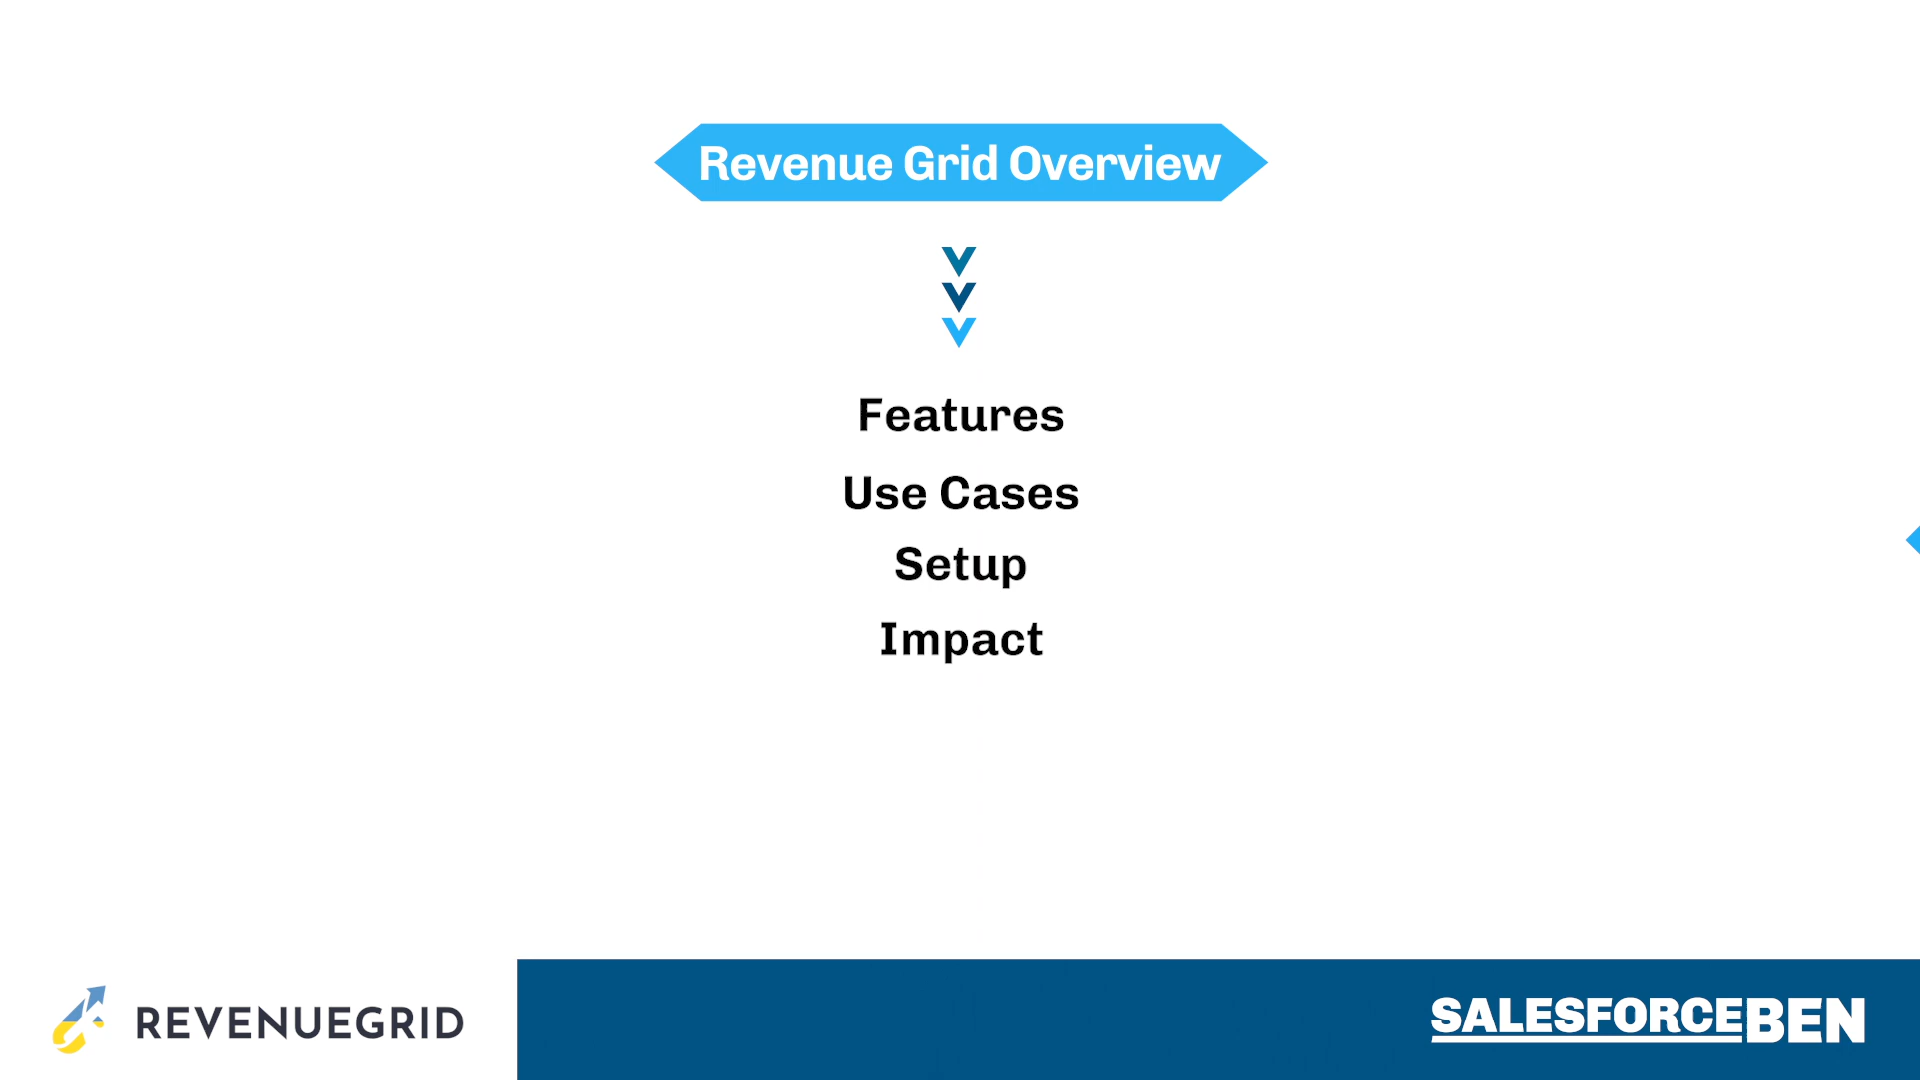 Revenue Grid Overview
Features
Use Cases
Setup
Impact
REVENUEGRID
SALESFORCEBEN